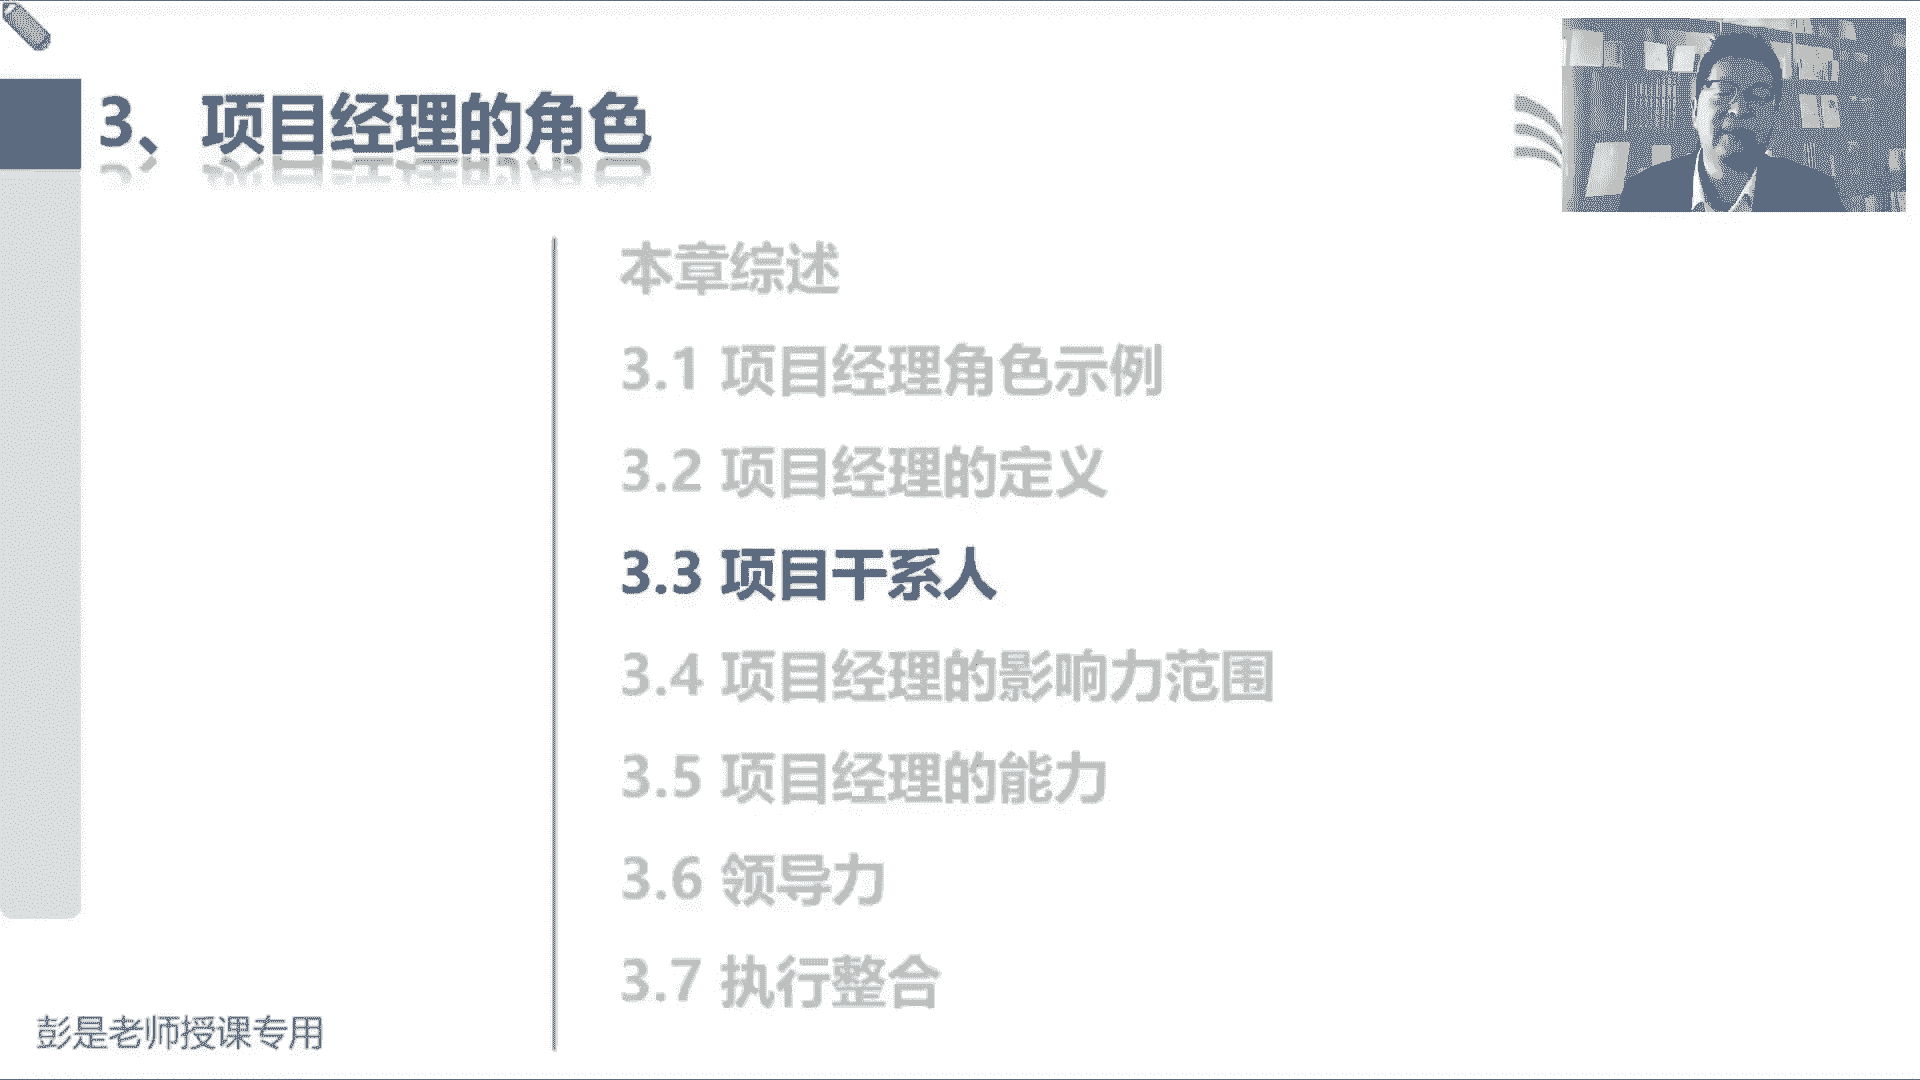 3、项目经理的角色
本章综述
3.1 项目经理角色示例
3.2 项目经理的定义
3.3 项目干系人
3.4 项目经理的影响力范围
3.5 项目经理的能力
3.6 领导力
3.7 执行整合
彭是老师授课专用